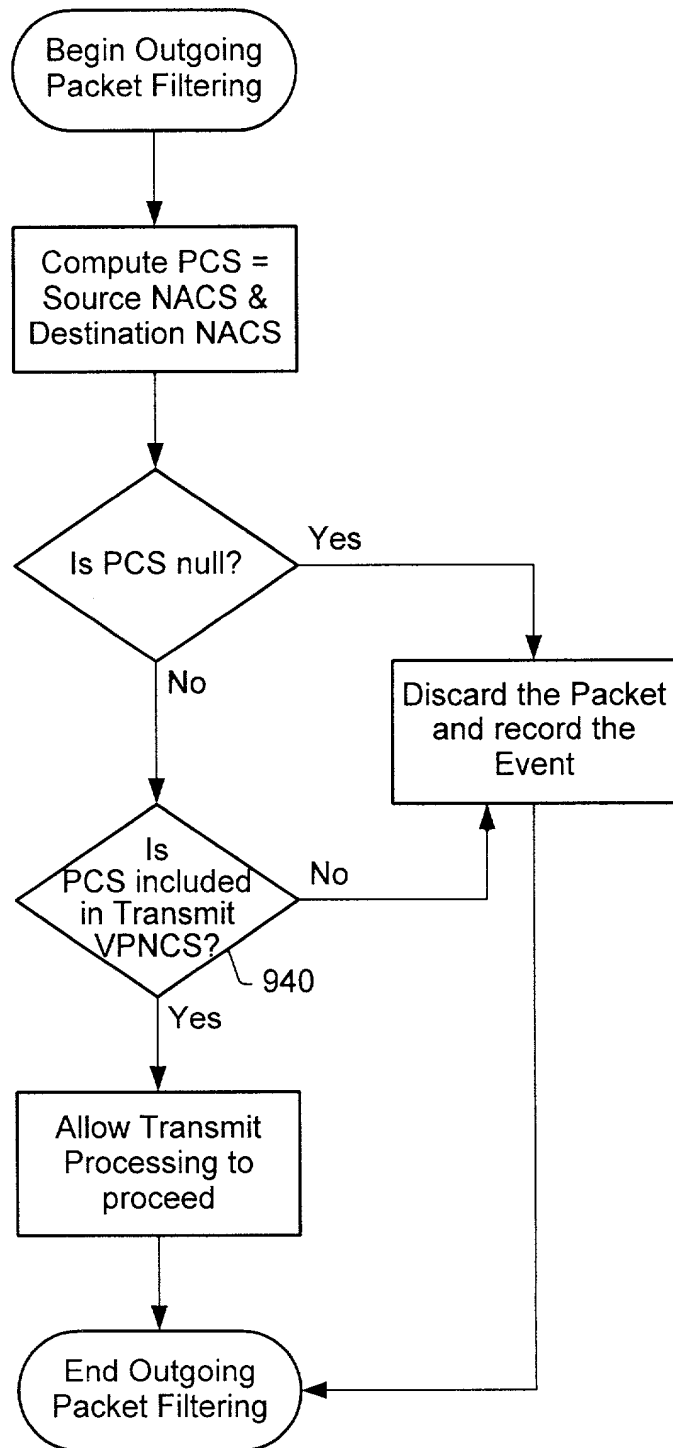 Begin Outgoing
Packet Filtering
Compute PCS =
Source NACS &
Destination NACS
Is PCS null?
Yes
No
Discard the Packet
and record the
Event
Is
PCS included
in Transmit
VPNCS?
No
940
Yes
Allow Transmit
Processing to
proceed
End Outgoing
Packet Filtering